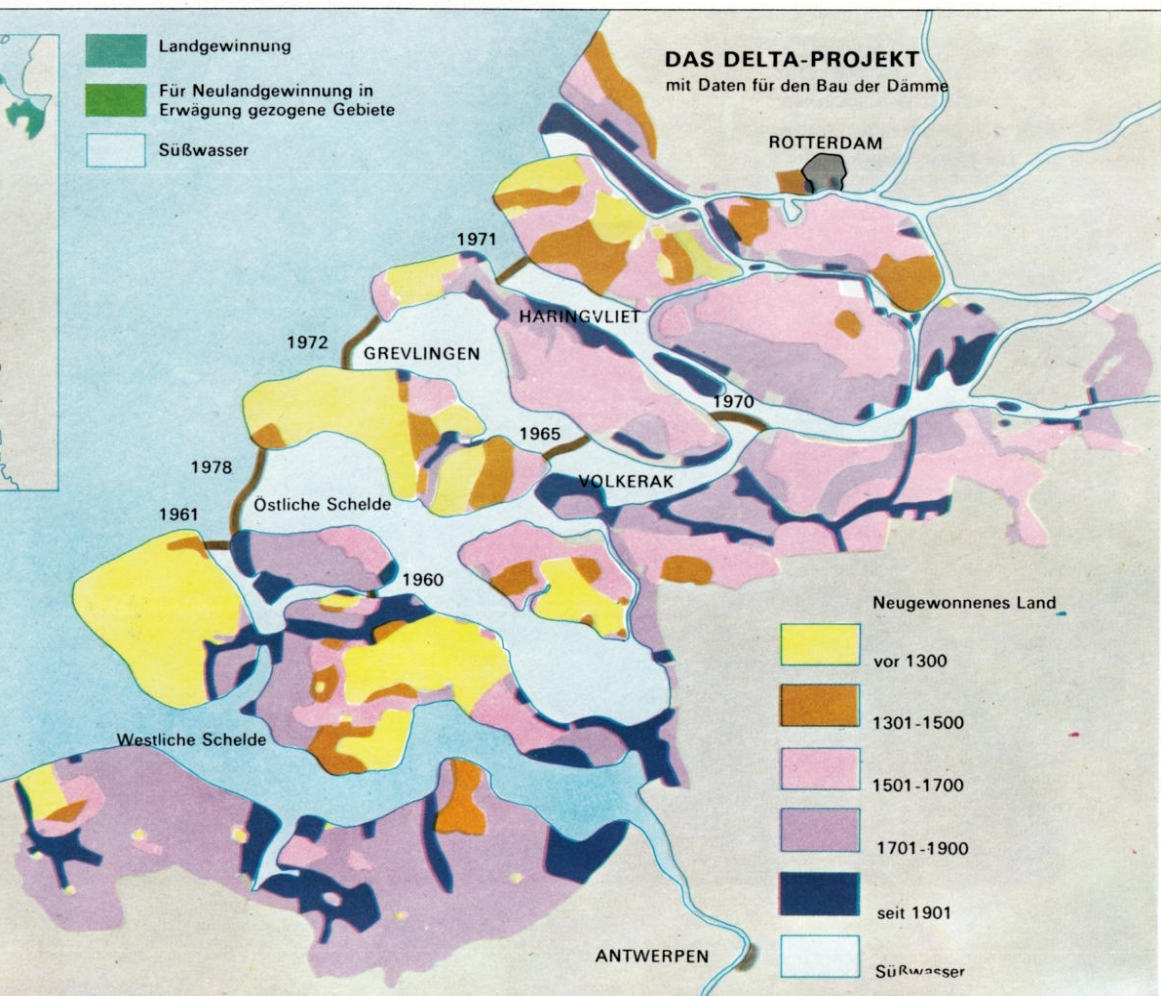 Landgewinnung
Für Neulandgewinnung in
Erwägung gezogene Gebiete
Süßwasser
DAS DELTA-PROJEKT
mit Daten für den Bau der Dämme
ROTTERDAM
1971
HARINGVLIET
1972
GREVLINGEN
1970
1965
1978
VOLKERAK
Östliche Schelde
1961
1960
Neugewonnenes Land
vor 1300
1301-1500
Westliche Schelde
1501-1700
1701-1900
seit 1901
ANTWERPEN
Süßwasser